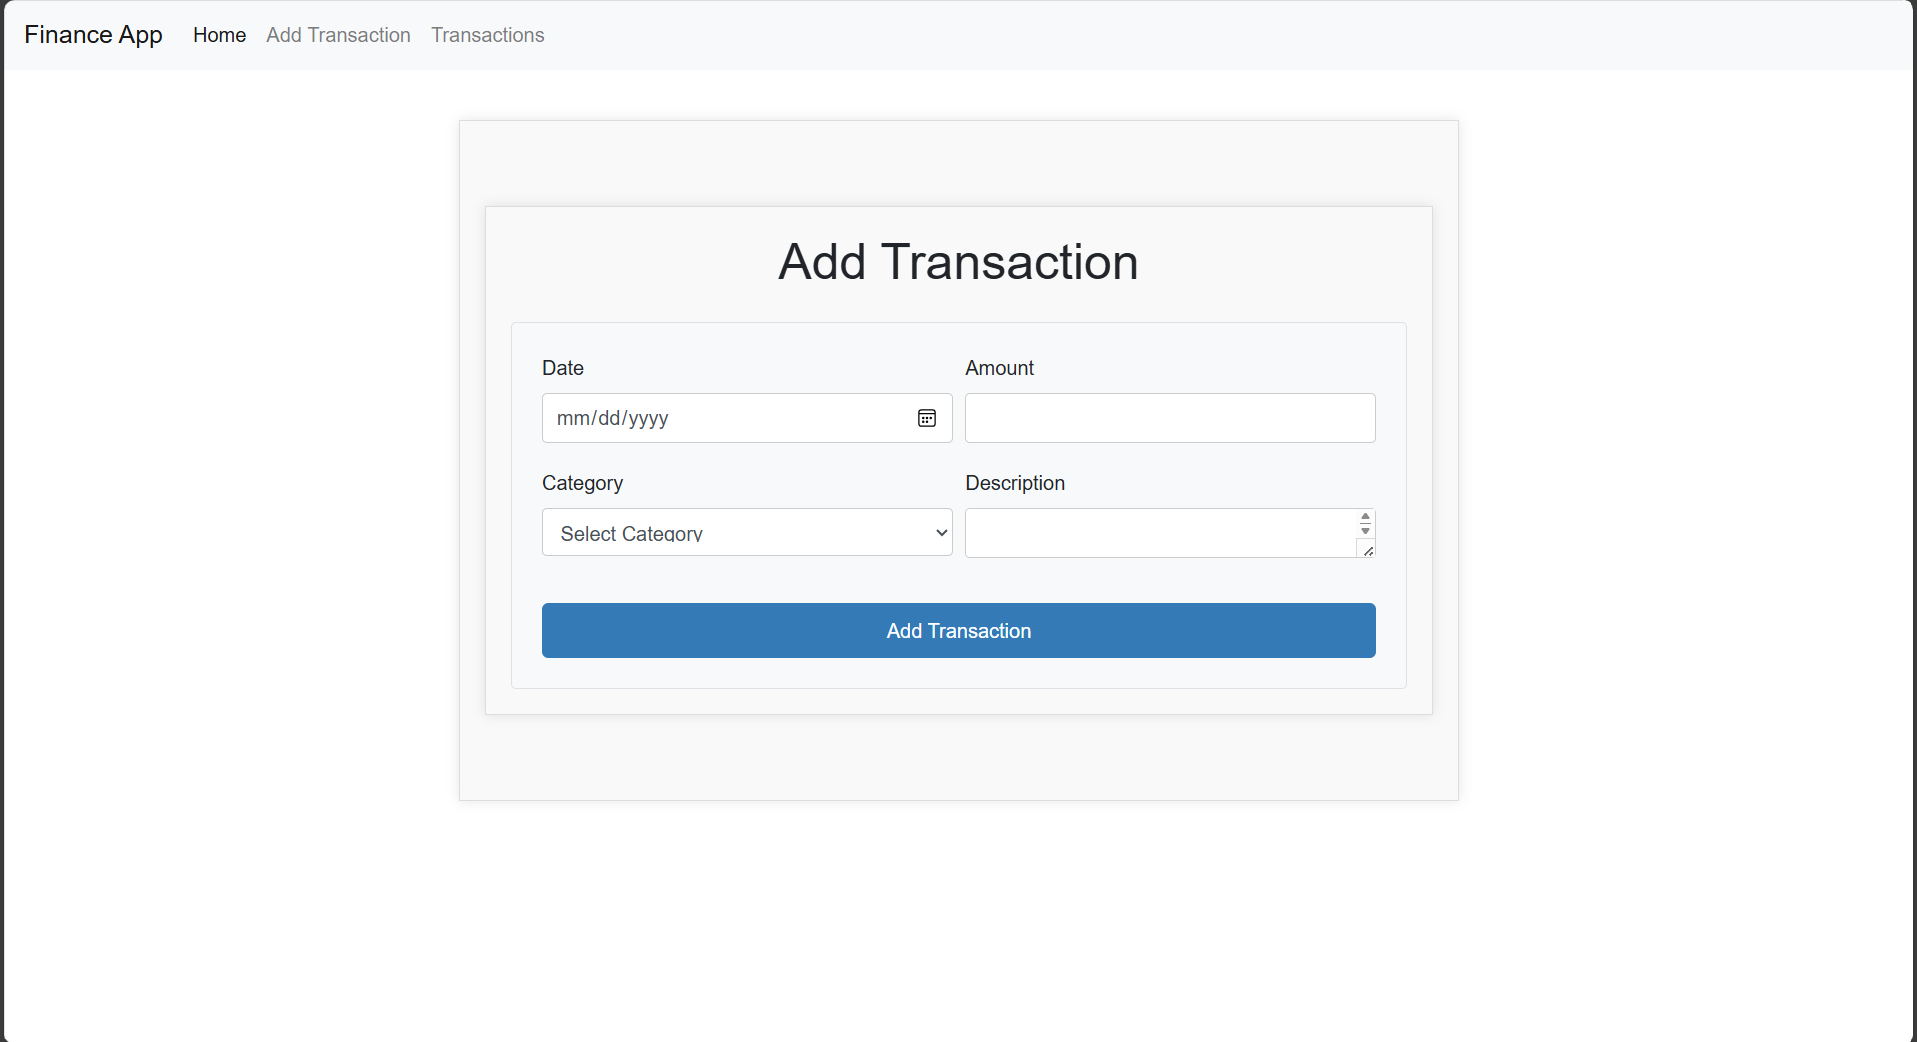 Finance App Home Add Transaction Transactions
Add Transaction
Date Amount
mm/dd/yyyy
Category Description
Select Category
Add Transaction